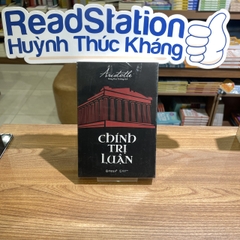 ReadStation
Huỳnh Thúc Kháng
Aristotle
CHÍNH
TRỊ
LUẬN